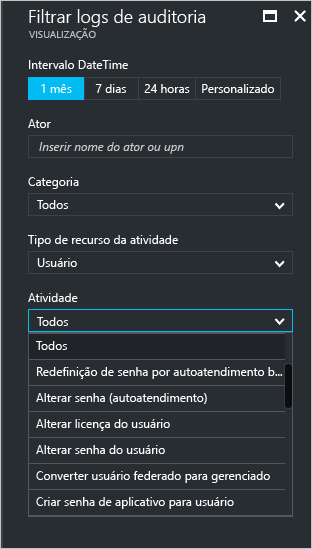 Filtrar logs de auditoria
VISUALIZAÇÃO
Intervalo DateTime
1 mês 7 dias 24 horas Personalizado
Ator
Inserir nome do ator ou upn
Categoria
Todos
Tipo de recurso da atividade
Usuário
Atividade
Todos
Todos
Redefinição de senha por autoatendimento b...
Alterar senha (autoatendimento)
Alterar licença do usuário
Alterar senha do usuário
Converter usuário federado para gerenciado
Criar senha de aplicativo para usuário